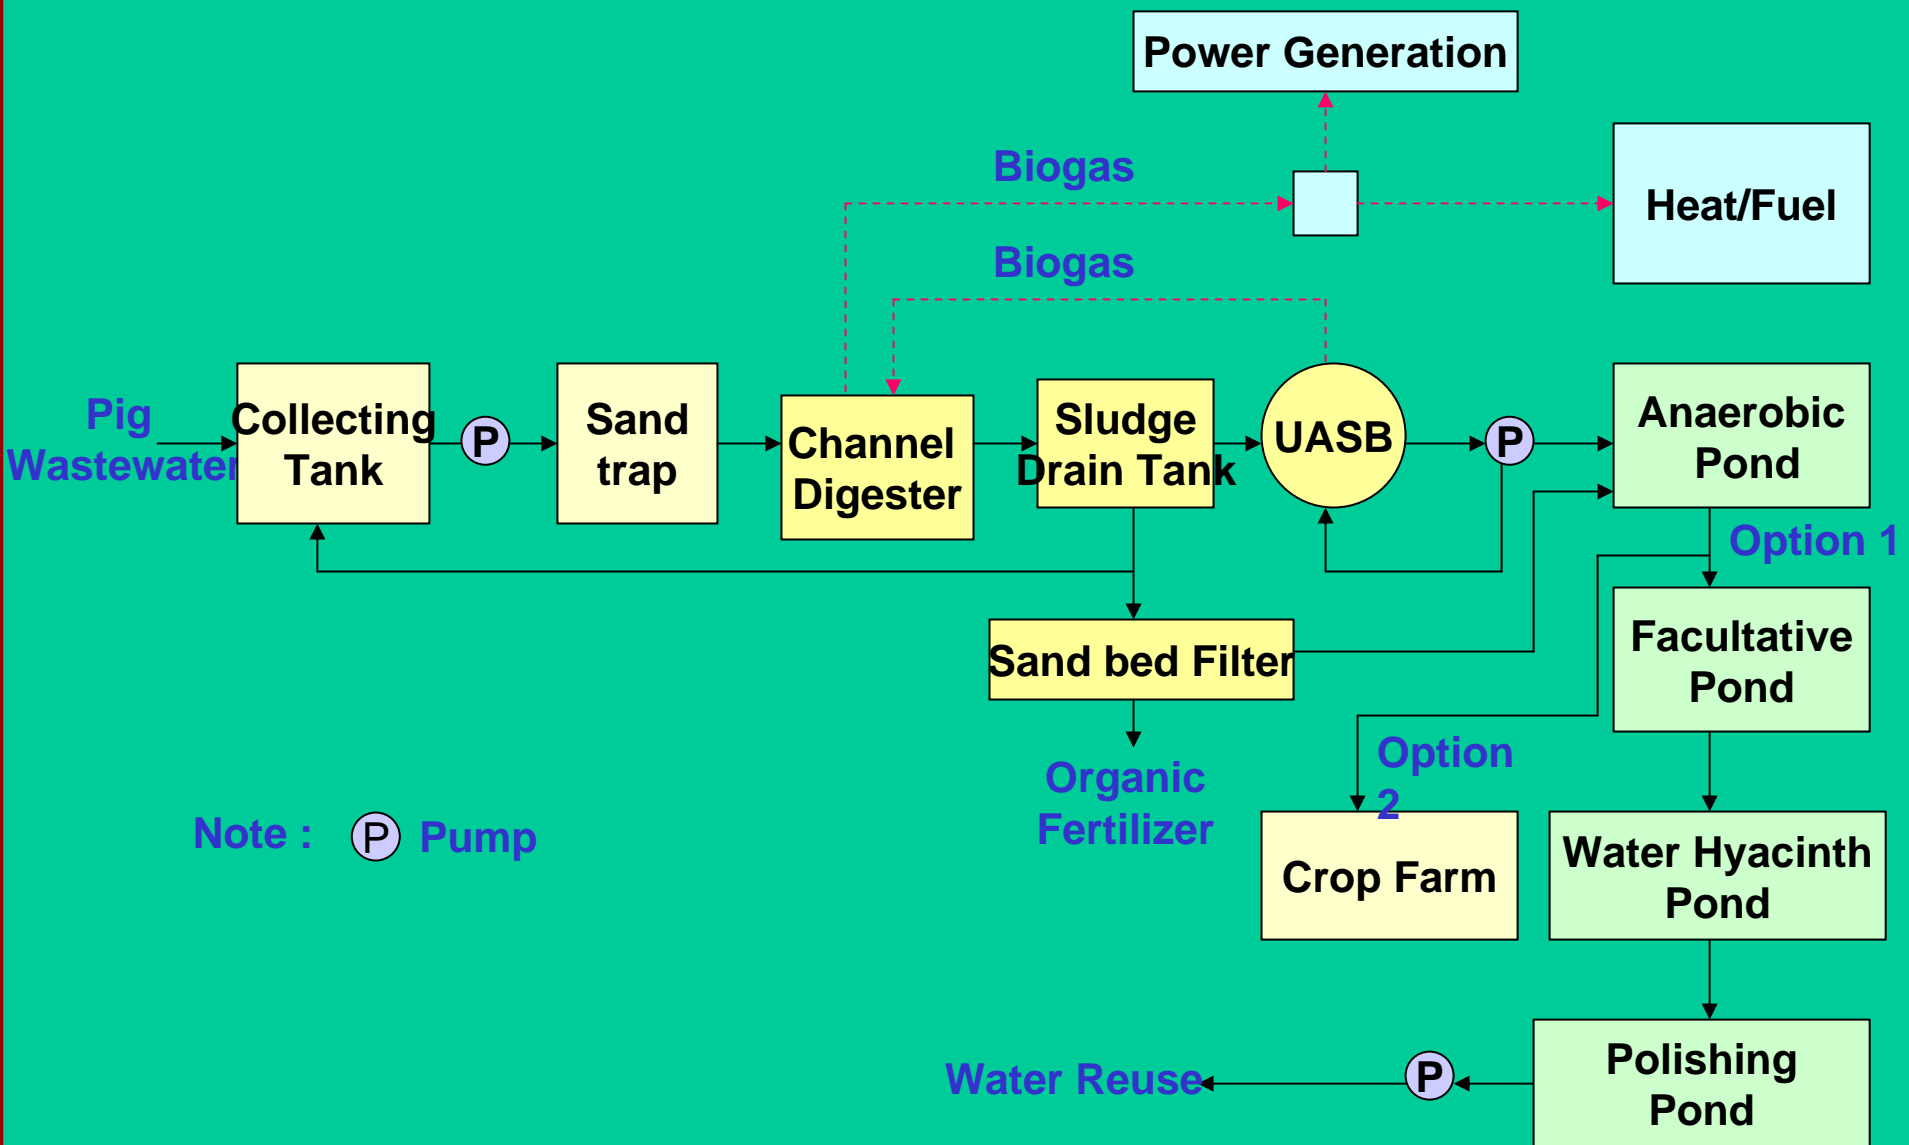 Power Generation
Biogas
Heat/Fuel
Biogas
Pig
Wastewater
Collecting
Tank
P
Sand
trap
Channel
Digester
Sludge
Drain Tank
UASB
P
Anaerobic
Pond
Option 1
Facultative
Pond
Sand bed Filter
Option
2
Organic
Fertilizer
Note :
P
Pump
Crop Farm
Water Hyacinth
Pond
Water Reuse
P
Polishing
Pond